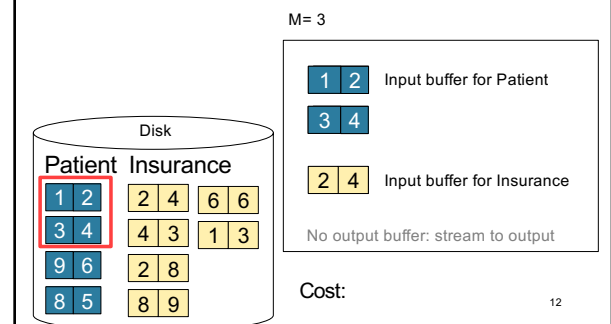 M= 3
1 2 Input buffer for Patient
3 4
2 4 Input buffer for Insurance
No output buffer: stream to output
Disk
Patient Insurance
1 2 2 4 6 6
3 4 4 3 1 3
9 6 2 8
8 5 8 9
Cost:
12